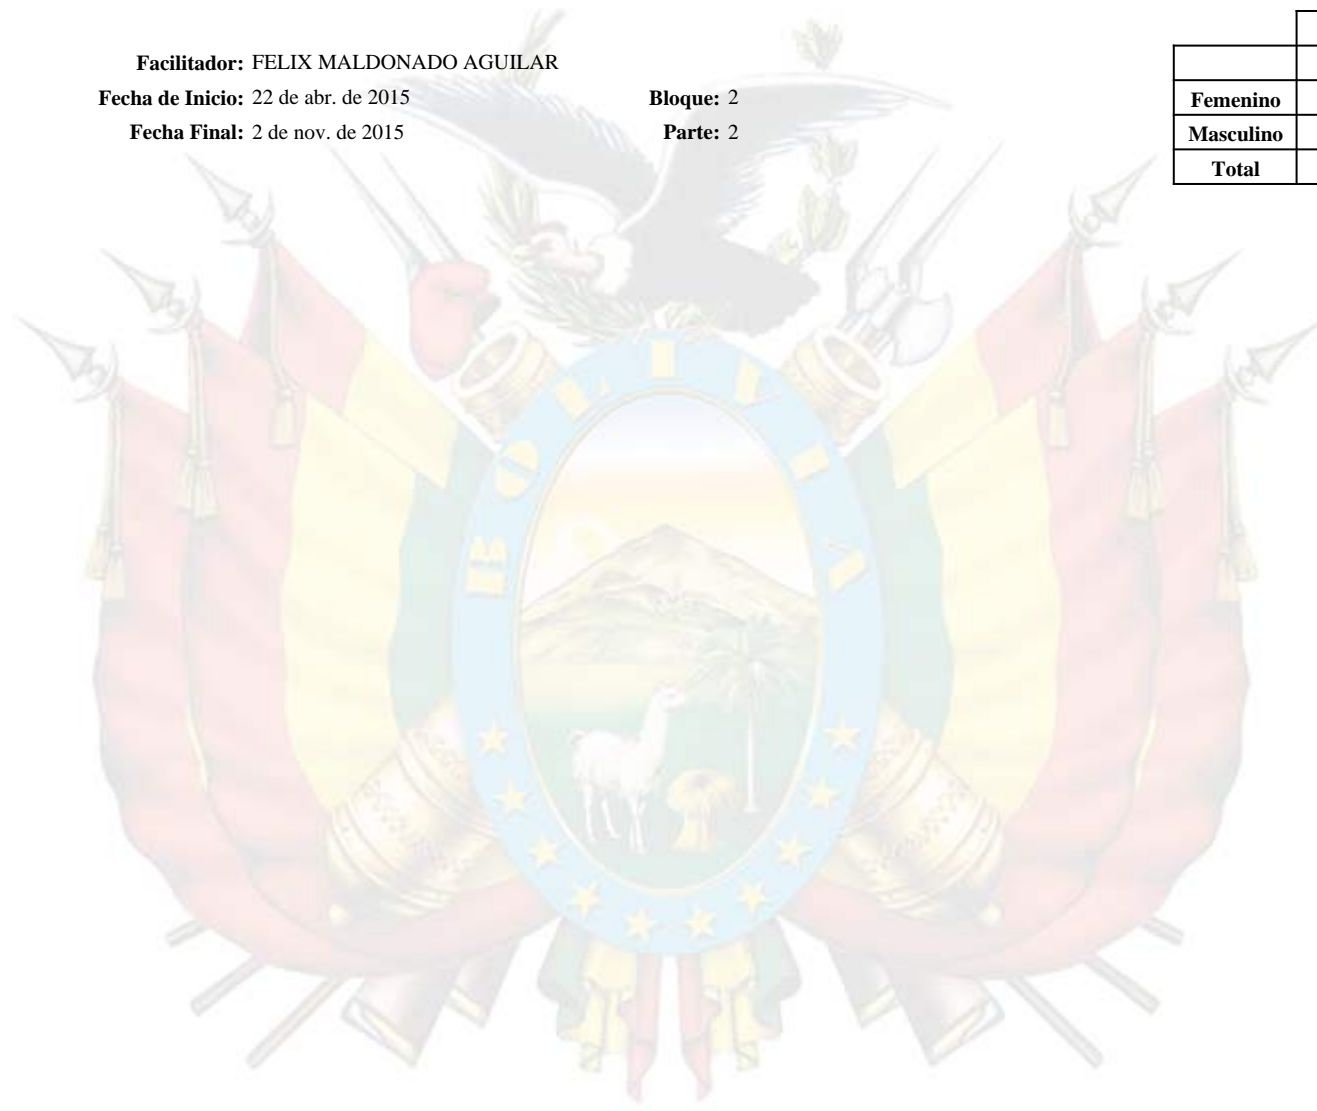 Facilitador: FELIX MALDONADO AGUILAR
Fecha de Inicio: 22 de abr. de 2015 Bloque: 2
Fecha Final: 2 de nov. de 2015 Parte: 2
Femenino
Masculino
Total
BOLIVIA